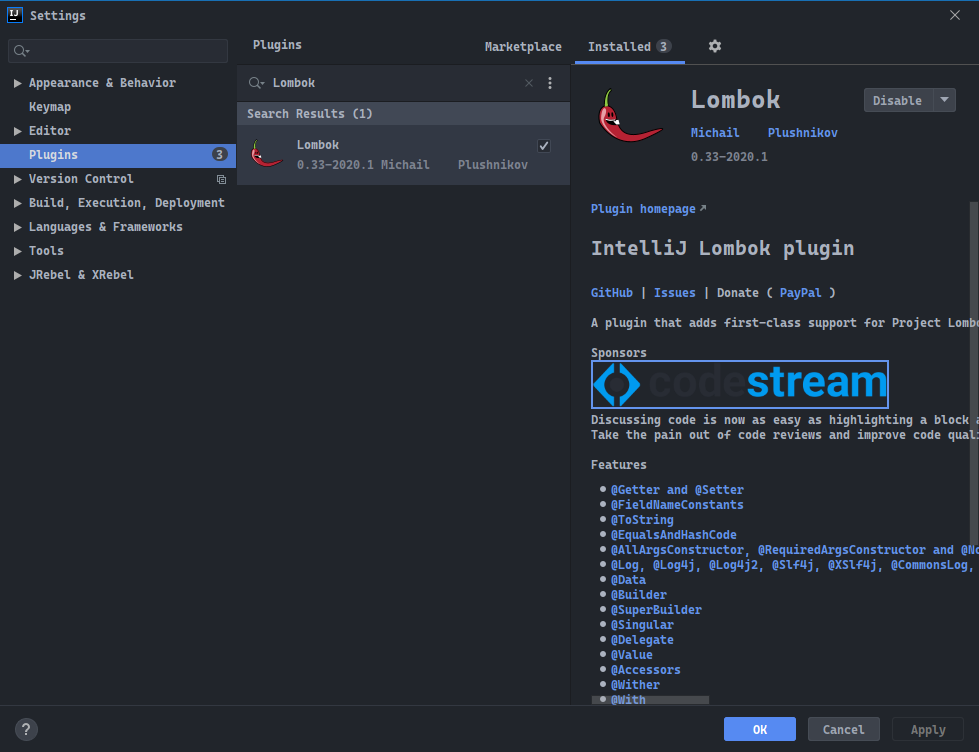 Settings
Plugins
Marketplace
Installed 3
Appearance & Behavior
Keymap
Editor
Plugins 3
Version Control
Build, Execution, Deployment
Languages & Frameworks
Tools
JRebel & XRebel
Lombok
Search Results (1)
Lombok
0.33-2020.1 Michail Plushnikov
Lombok
Disable
Michail Plushnikov
0.33-2020.1
Plugin homepage
IntelliJ Lombok plugin
GitHub | Issues | Donate ( PayPal )
A plugin that adds first-class support for Project Lombo
Sponsors
codestream
Discussing code is now as easy as highlighting a block a
Take the pain out of code reviews and improve code quali
Features
@Getter and @Setter
@FieldNameConstants
@ToString
@EqualsAndHashCode
@AllArgsConstructor, @RequiredArgsConstructor and @No
@Log, @Log4j, @Log4j2, @Slf4j, @XSlf4j, @CommonsLog,
@Data
@Builder
@SuperBuilder
@Singular
@Delegate
@Value
@Accessors
@Wither
@With
?
OK
Cancel
Apply